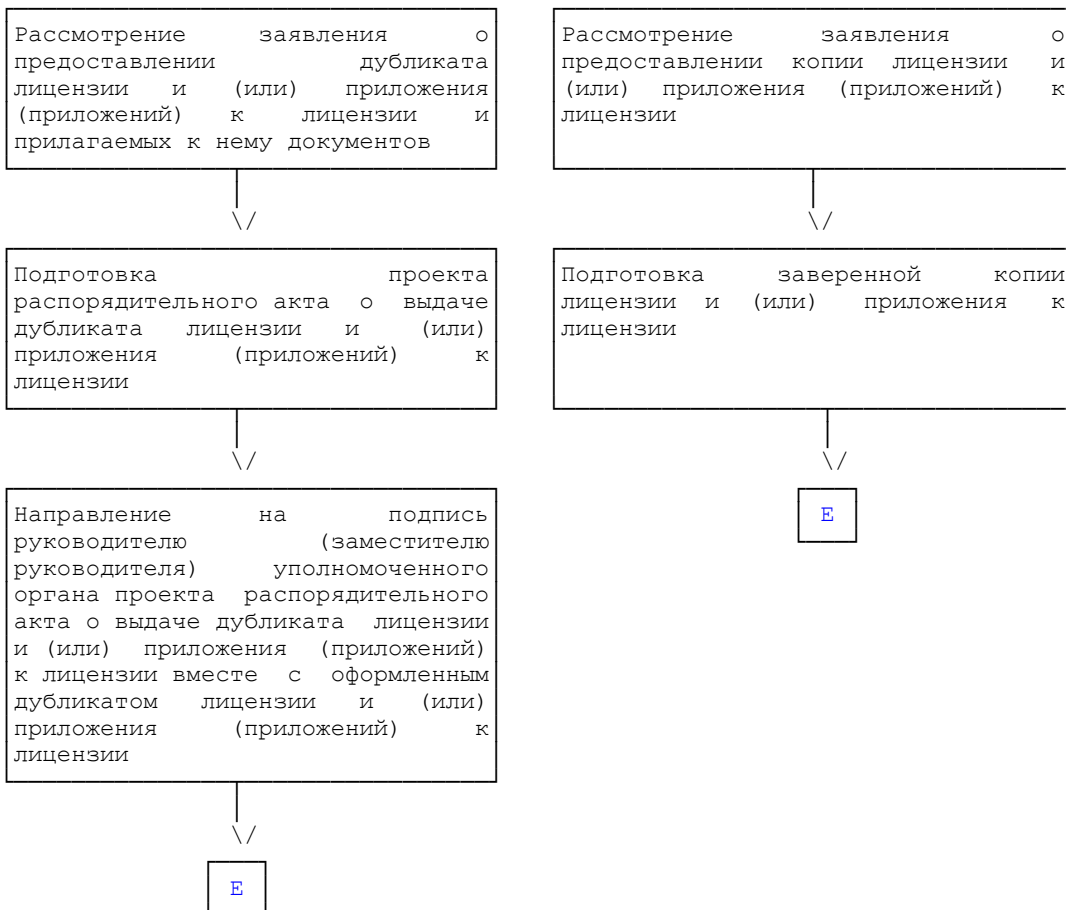 Рассмотрение заявления о
предоставлении дубликата
лицензии и (или) приложения
(приложений) к лицензии и
прилагаемых к нему документов
Рассмотрение заявления о
предоставлении копии лицензии и
(или) приложения (приложений) к
лицензии
Подготовка проекта
распорядительного акта о выдаче
дубликата лицензии и (или)
приложения (приложений) к
лицензии
Подготовка заверенной копии
лицензии и (или) приложения к
лицензии
Направление на подпись
руководителю (заместителю
руководителя) уполномоченного
органа проекта распорядительного
акта о выдаче дубликата лицензии
и (или) приложения (приложений)
к лицензии вместе с оформленным
дубликатом лицензии и (или)
приложения (приложений) к
лицензии
Е
Е